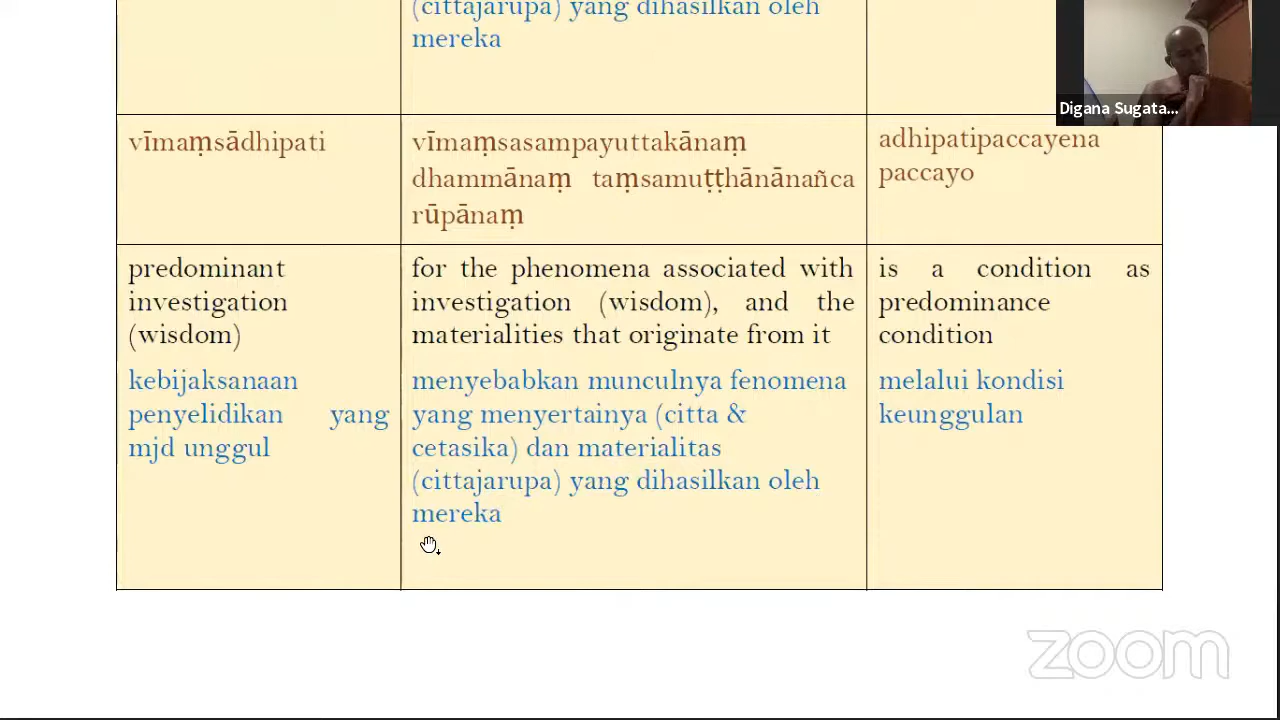 (cittajarupa) yang dihasilkan oleh
mereka
Digana Sugata...
vīmaṃsādhipati
vīmaṃsasampayuttakānaṃ
dhammānaṃ taṃsamuṭṭhānānañca
rūpānaṃ
adhipatipaccayena
paccayo
predominant
investigation
(wisdom)
for the phenomena associated with
investigation (wisdom), and the
materialities that originate from it
is a condition as
predominance
condition
kebijaksanaan
penyelidikan yang
mjd unggul
menyebabkan munculnya fenomena
yang menyertainya (citta &
cetasika) dan materialitas
(cittajarupa) yang dihasilkan oleh
mereka
melalui kondisi
keunggulan
zoom